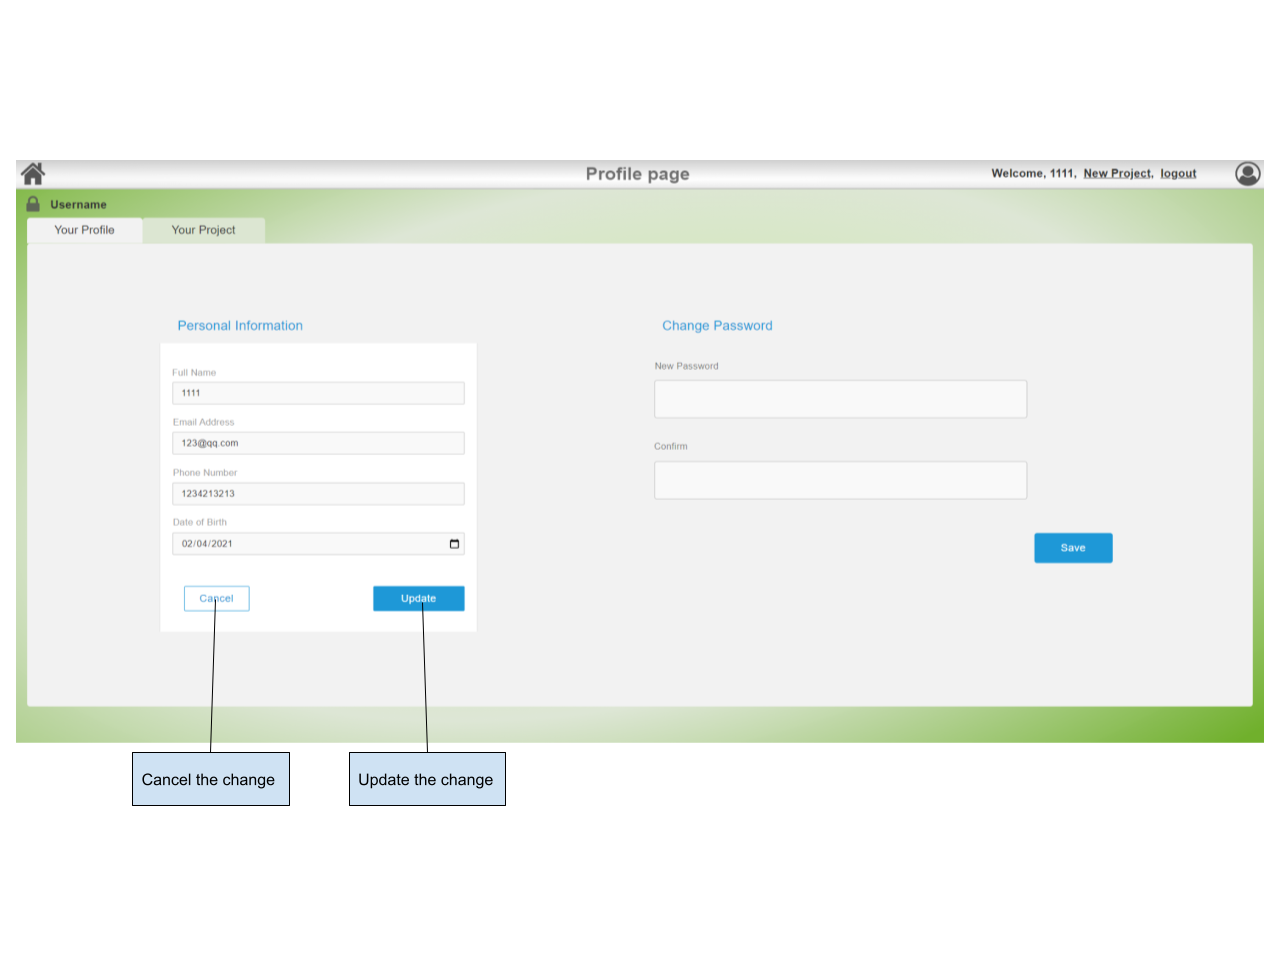 Profile page
Welcome, 1111, New Project, logout
Username
Your Profile
Your Project
Personal Information
Full Name
1111
Email Address
123@qq.com
Phone Number
1234213213
Date of Birth
02/04/2021
Cancel
Update
Change Password
New Password
Confirm
Save
Cancel the change
Update the change